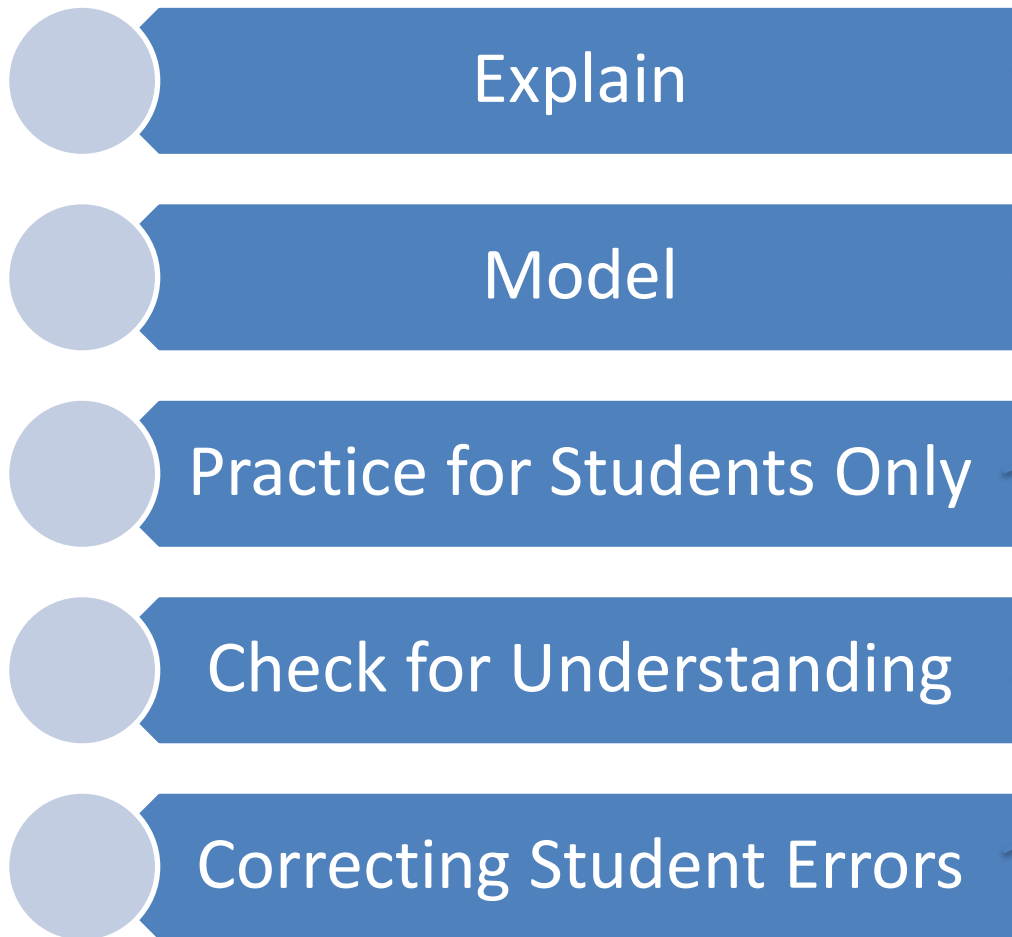 Explain
Model
Practice for Students Only
Check for Understanding
Correcting Student Errors